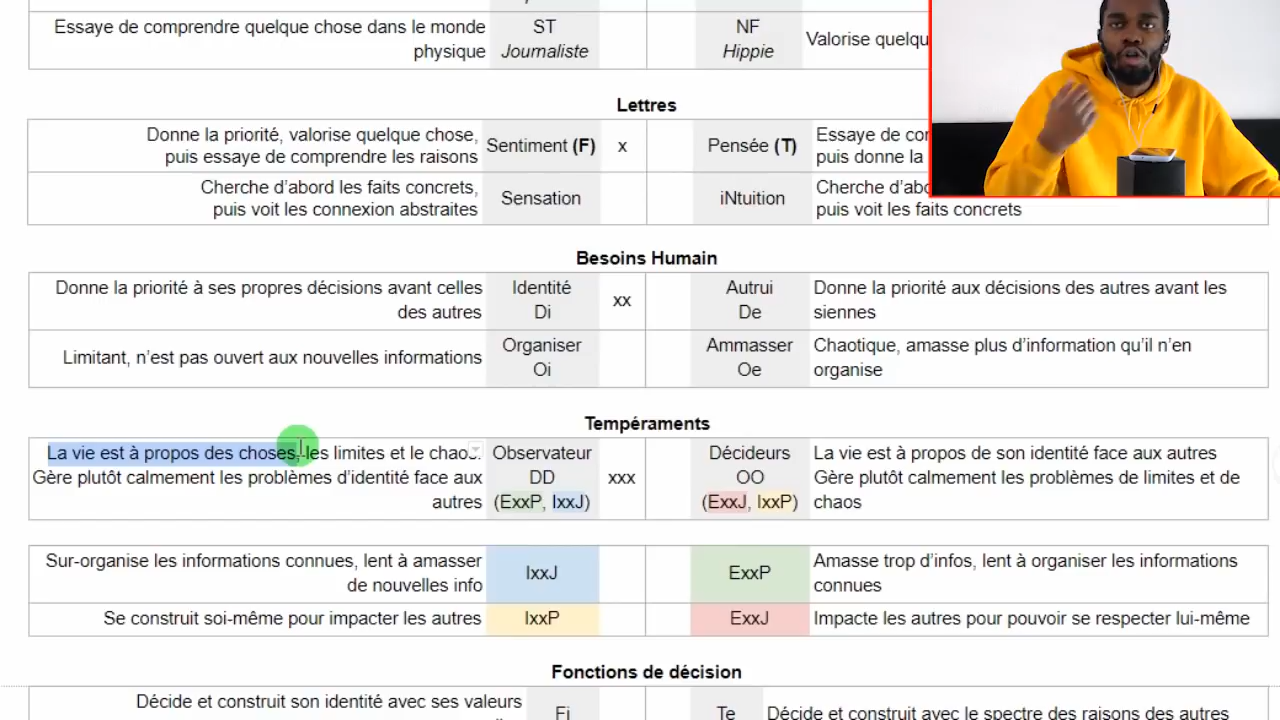 Essaye de comprendre quelque chose dans le monde
physique
ST
Journaliste
NF
Hippie
Valorise
Lettres
Donne la priorité, valorise quelque chose,
puis essaye de comprendre les raisons
Sentiment (F)
x
Pensée (T)
Essaye de
puis donne la
Cherche d’abord les faits concrets,
puis voit les connexion abstraites
Sensation
iNtuition
Cherche
puis voit les faits concrets
Besoins Humain
Donne la priorité à ses propres décisions avant celles
des autres
Identité
Di
xx
Autrui
De
Donne la priorité aux décisions des autres avant les
siennes
Limitant, n’est pas ouvert aux nouvelles informations
Organiser
Oi
Ammasser
Oe
Chaotique, amasse plus d’information qu’il n’en
organise
Tempéraments
La vie est à propos des choses, les limites et le chaos.
Gère plutôt calmement les problèmes d’identité face aux
autres
Observateur
DD
(ExxP, IxxJ)
xxx
Décideurs
OO
(ExxJ, IxxP)
La vie est à propos de son identité face aux autres
Gère plutôt calmement les problèmes de limites et de
chaos
Sur-organise les informations connues, lent à amasser
de nouvelles info
IxxJ
ExxP
Amasse trop d’infos, lent à organiser les informations
connues
Se construit soi-même pour impacter les autres
IxxP
ExxJ
Impacte les autres pour pouvoir se respecter lui-même
Fonctions de décision
Décide et construit son identité avec ses valeurs
Fi
Te
Décide et construit avec le spectre des raisons des autres